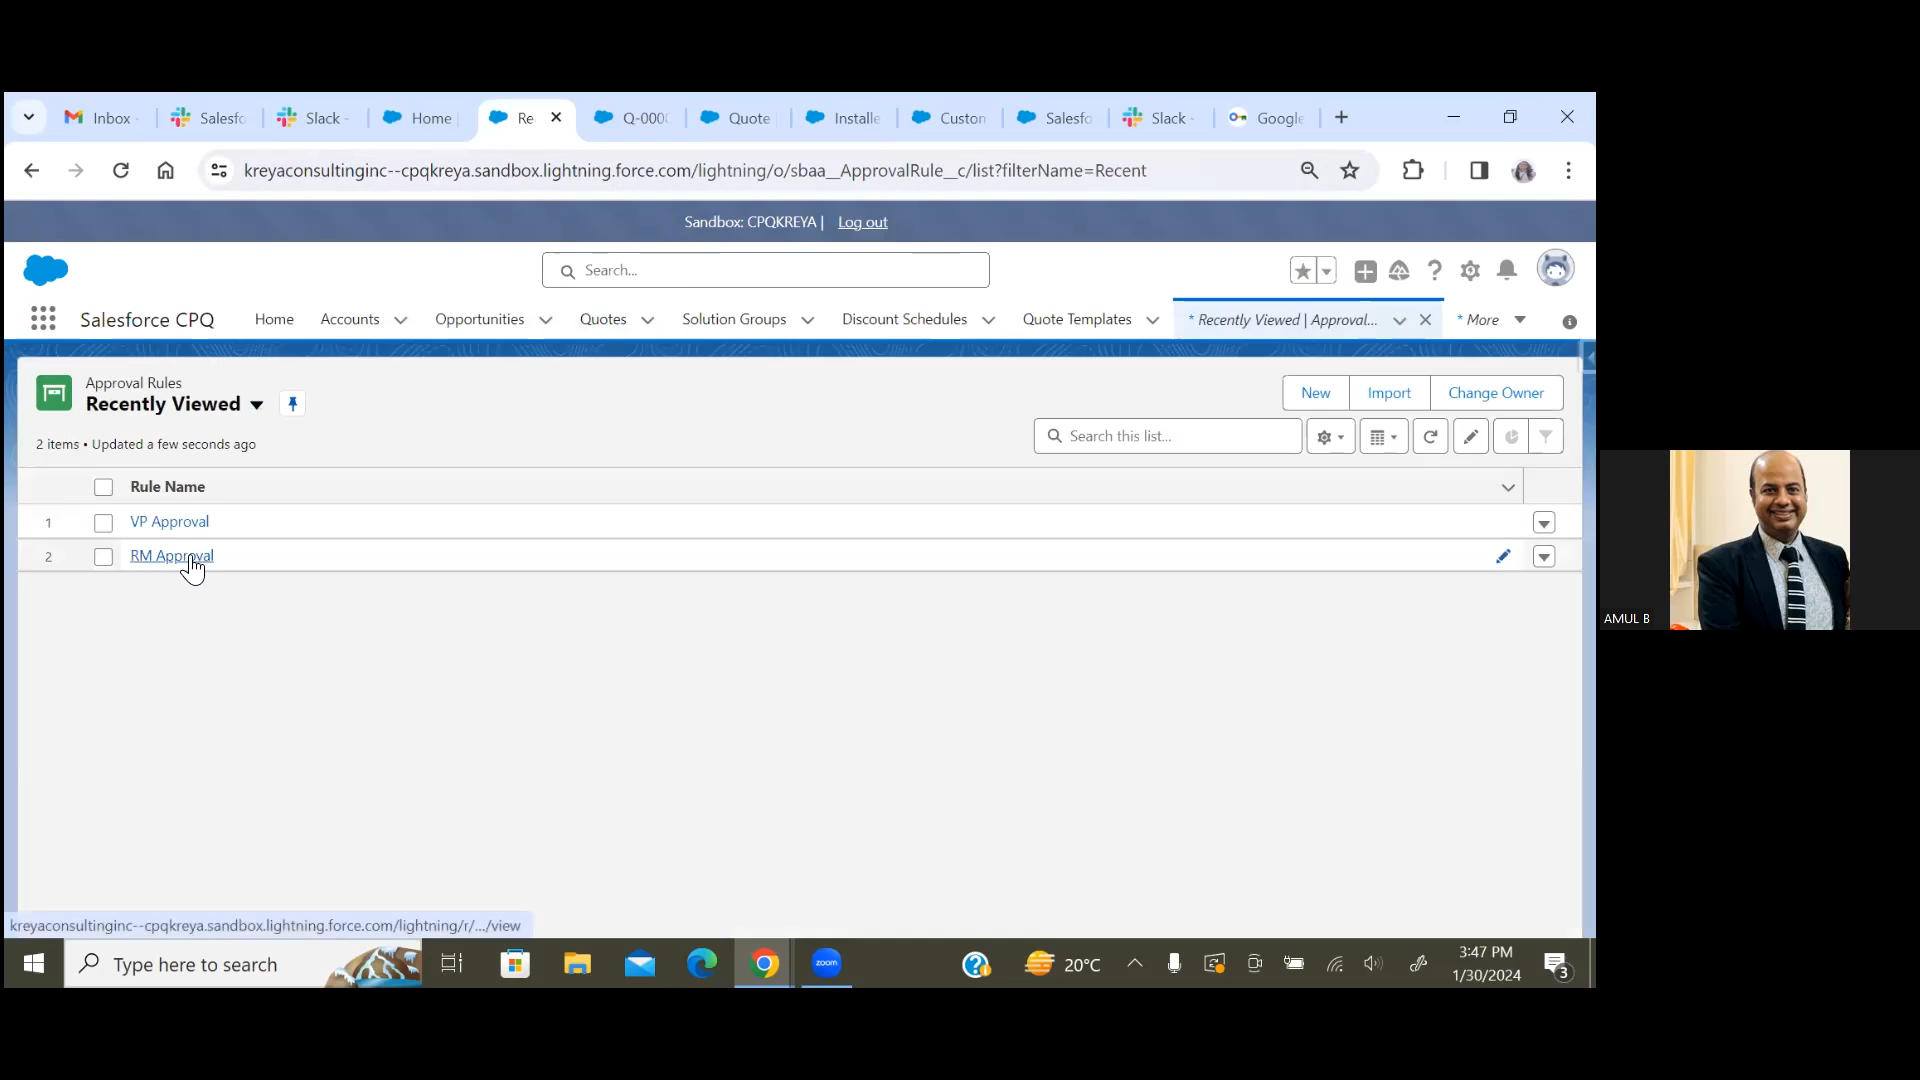 Inbox
Salesfo
Slack -
Home
Re
Q-000
Quote
Installe
Custon
Salesfo
Slack -
Google
kreyaconsultinginc--cpqkreya.sandbox.lightning.force.com/lightning/o/sbaa__ApprovalRule__c/list?filterName=Recent
Sandbox: CPQKREYA | Log out
Search...
Salesforce CPQ
Home
Accounts
Opportunities
Quotes
Solution Groups
Discount Schedules
Quote Templates
* Recently Viewed | Approval...
* More
Approval Rules
Recently Viewed
New
Import
Change Owner
2 items • Updated a few seconds ago
Search this list...
Rule Name
1 VP Approval
2 RM Approval
AMUL B
kreyaconsultinginc--cpqkreya.sandbox.lightning.force.com/lightning/r/.../view
Type here to search
zoom
20°C
3:47 PM
1/30/2024
3